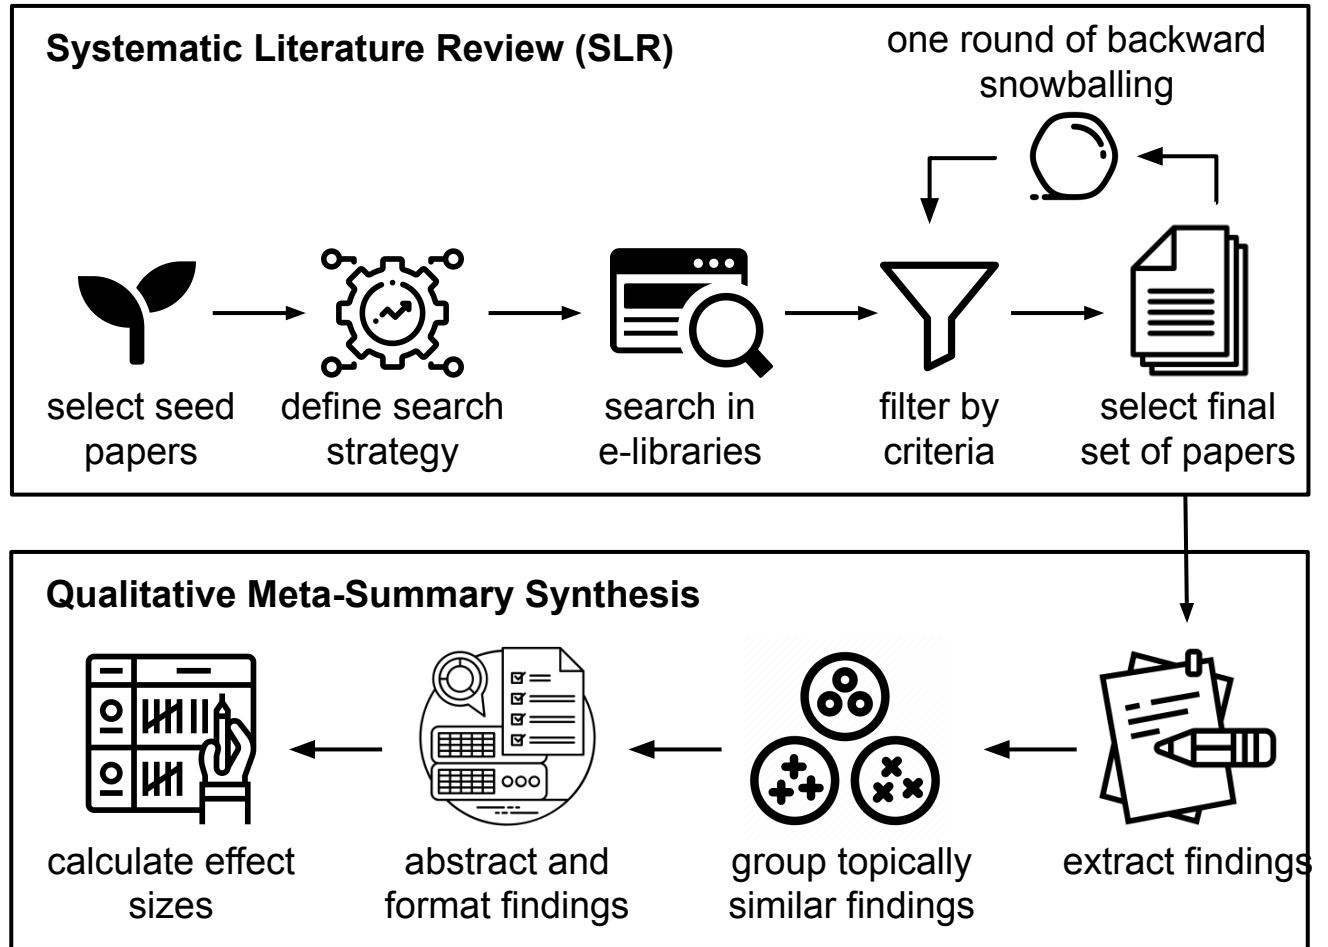 Systematic Literature Review (SLR)
one round of backward
snowballing
select seed
papers
define search
strategy
search in
e-libraries
filter by
criteria
select final
set of papers
Qualitative Meta-Summary Synthesis
calculate effect
sizes
abstract and
format findings
group topically
similar findings
extract findings